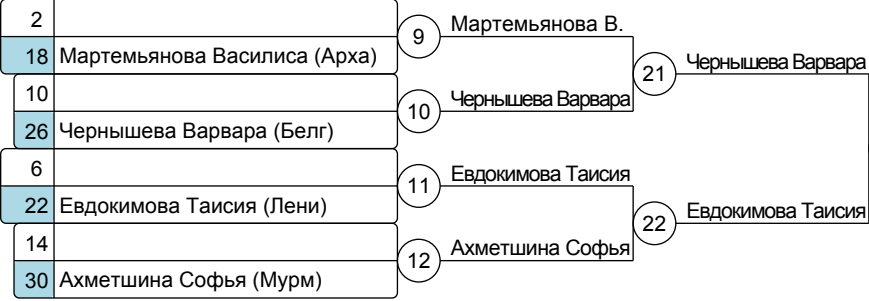 2
18 Мартемьянова Василиса (Арха)
10
26 Чернышева Варвара (Белг)
6
22 Евдокимова Таисия (Лени)
14
30 Ахметшина Софья (Мурм)
9 Мартемьянова В.
10 Чернышева Варвара
11 Евдокимова Таисия
12 Ахметшина Софья
21 Чернышева Варвара
22 Евдокимова Таисия